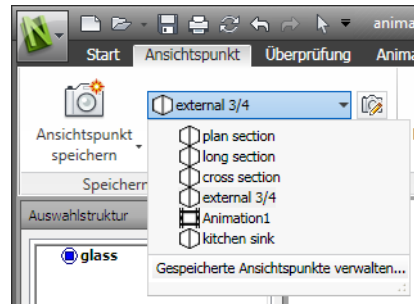 anima
Start Ansichtspunkt Überprüfung Anima
Ansichtspunkt speichern
external 3/4
plan section
long section
cross section
external 3/4
Animation1
kitchen sink
Gespeicherte Ansichtspunkte verwalten...
Speichern
Auswahlstruktur
glass